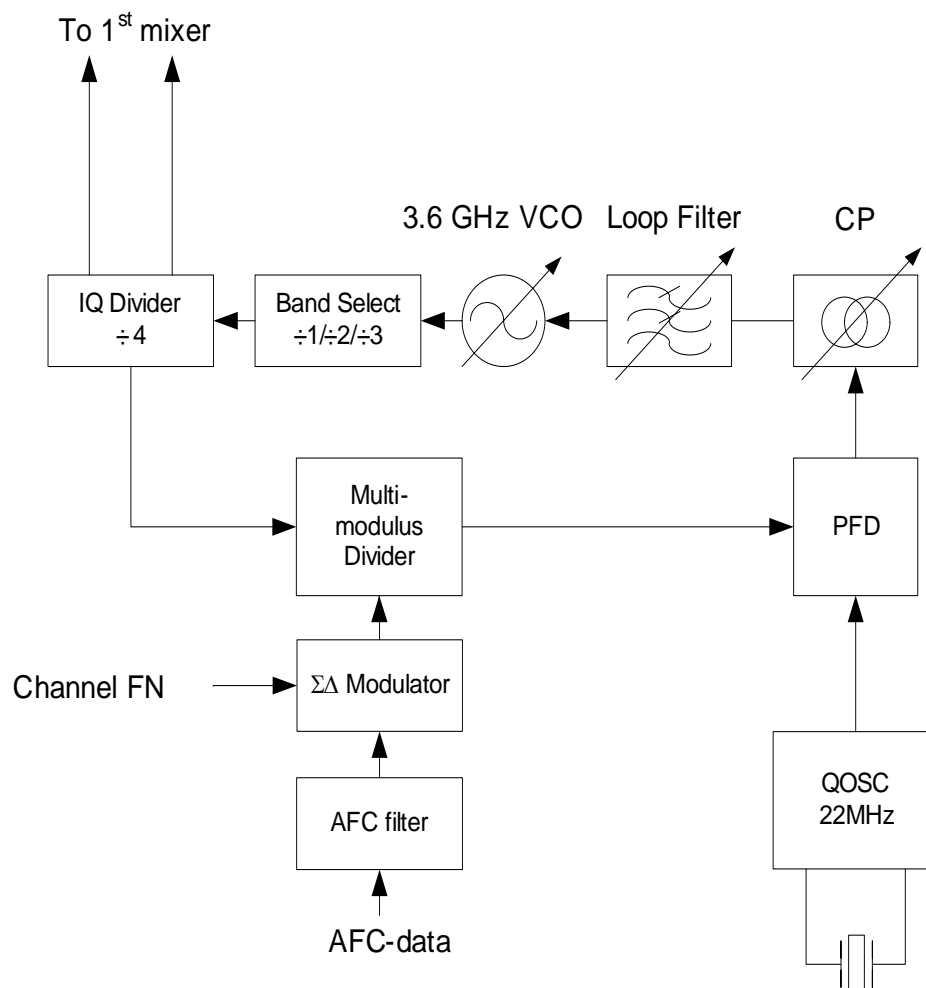 To 1st mixer
3.6 GHz VCO
Loop Filter
CP
IQ Divider
÷4
Band Select
÷1/÷2/÷3
Multi-
modulus
Divider
PFD
Channel FN
ΣΔ Modulator
QOSC
22MHz
AFC filter
AFC-data